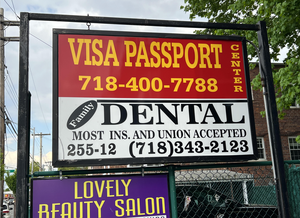 VISA PASSPORT CENTER
718-400-7788
Family DENTAL
MOST INS. AND UNION ACCEPTED
255-12 (718)343-2123
LOVELY
BEAUTY SALON